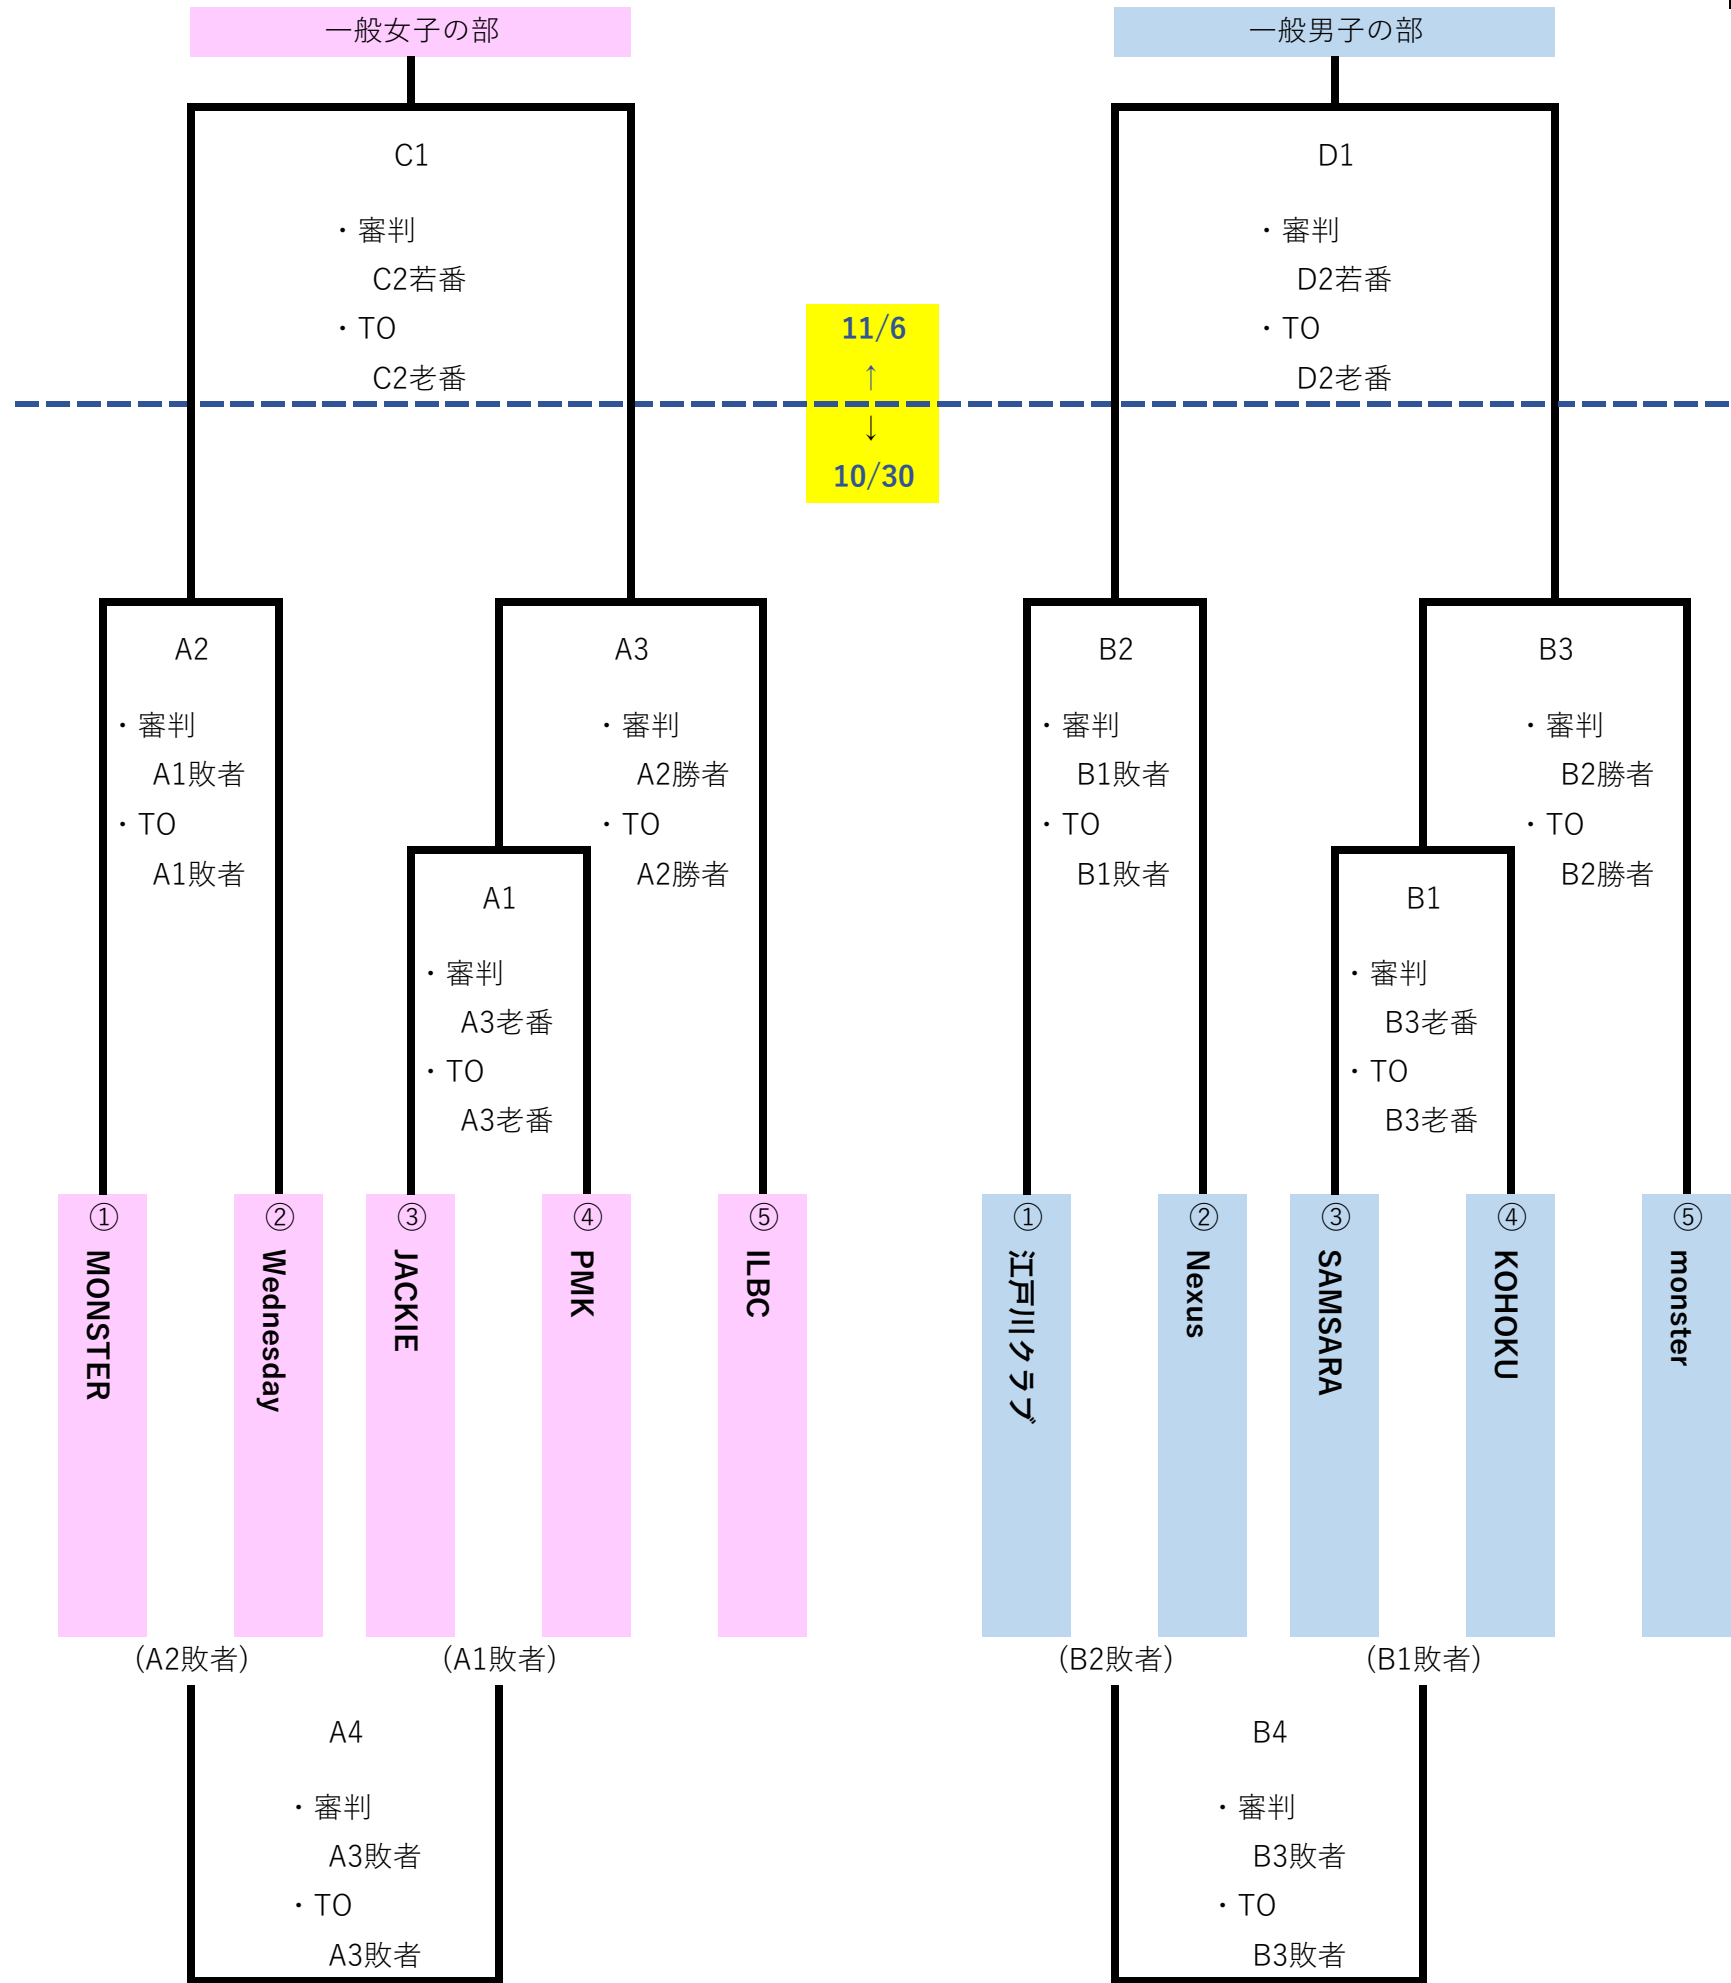 一般女子の部
一般男子の部
C1
・審判
C2若番
・TO
C2老番
D1
・審判
D2若番
・TO
D2老番
11/6
↑
↓
10/30
A2
・審判
A1敗者
・TO
A1敗者
A3
・審判
A2勝者
・TO
A2勝者
A1
・審判
A3老番
・TO
A3老番
B2
・審判
B1敗者
・TO
B1敗者
B3
・審判
B2勝者
・TO
B2勝者
B1
・審判
B3老番
・TO
B3老番
① MONSTER
② Wednesday
③ JACKIE
④ PMK
⑤ ILBC
① 江戸川クラブ
② Nexus
③ SAMSARA
④ KOHOKU
⑤ monster
(A2敗者)
(A1敗者)
(B2敗者)
(B1敗者)
A4
・審判
A3敗者
・TO
A3敗者
B4
・審判
B3敗者
・TO
B3敗者